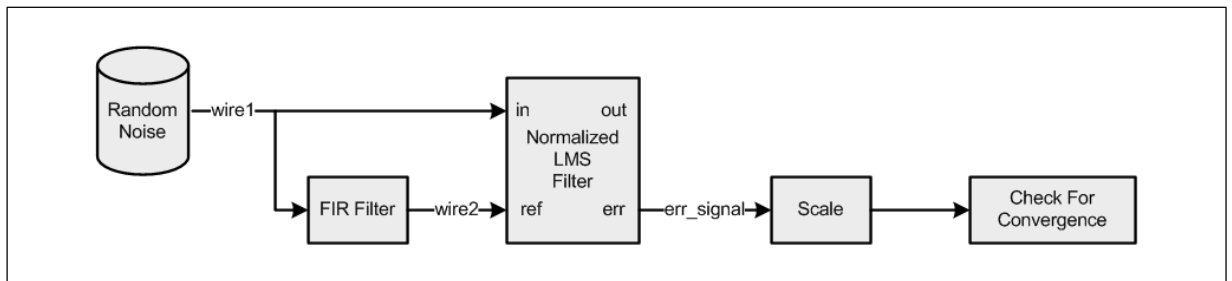 Random
Noise
wire1
in
out
Normalized
LMS
Filter
ref
err
FIR Filter
wire2
err_signal
Scale
Check For
Convergence